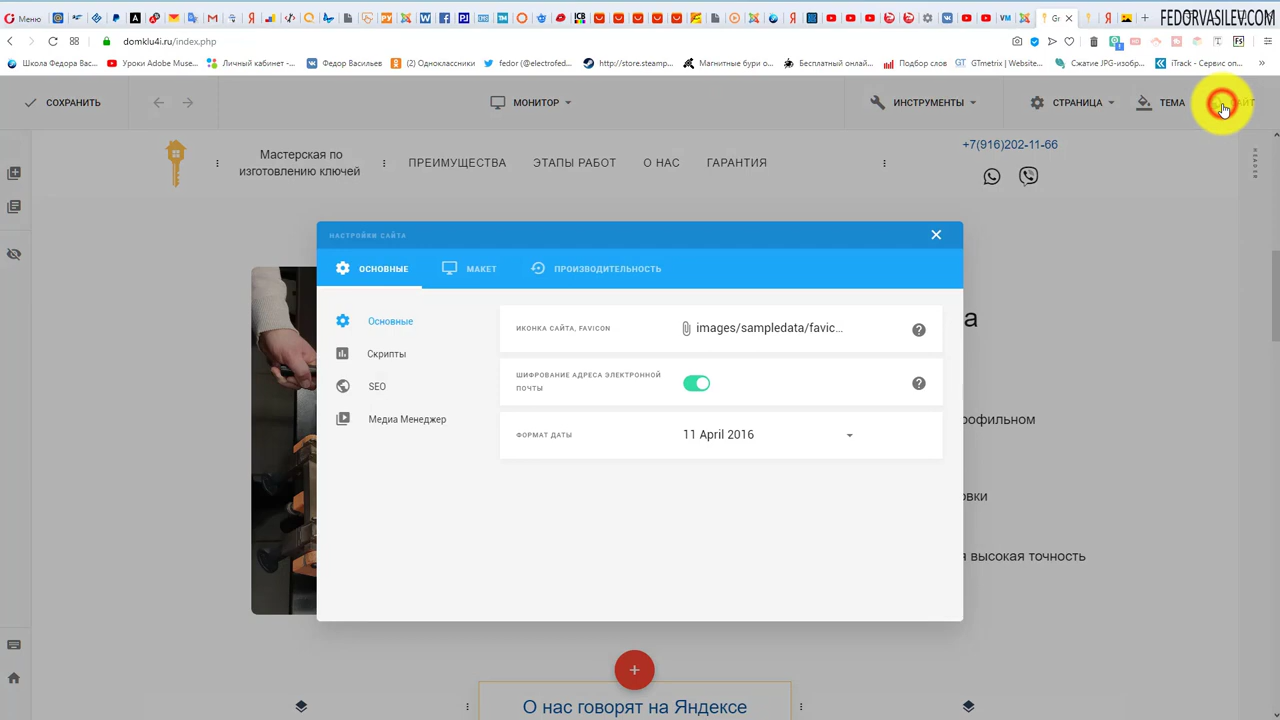 Меню
FEDORVASILEV.COM
domklu4i.ru/index.php
Школа Федора Вас...
Уроки Adobe Muse...
Личный кабинет -...
Федор Васильев
(2) Одноклассники
fedor (@electrofed...
http://store.steamp...
Магнитные бури о...
Бесплатный онлай...
Подбор слов
GTmetrix | Website...
Сжатие JPG-изобр...
iTrack - Сервис оп...
СОХРАНИТЬ
МОНИТОР
ИНСТРУМЕНТЫ
СТРАНИЦА
ТЕМА
САЙТ
HEADER
Мастерская по
изготовлению ключей
ПРЕИМУЩЕСТВА
ЭТАПЫ РАБОТ
О НАС
ГАРАНТИЯ
+7(916)202-11-66
НАСТРОЙКИ САЙТА
ОСНОВНЫЕ
МАКЕТ
ПРОИЗВОДИТЕЛЬНОСТЬ
Основные
Скрипты
SEO
Медиа Менеджер
ИКОНКА САЙТА, FAVICON
images/sampledata/favic...
ШИФРОВАНИЕ АДРЕСА ЭЛЕКТРОННОЙ
ПОЧТЫ
ФОРМАТ ДАТЫ
11 April 2016
а
рофильном
овки
я высокая точность
О нас говорят на Яндексе